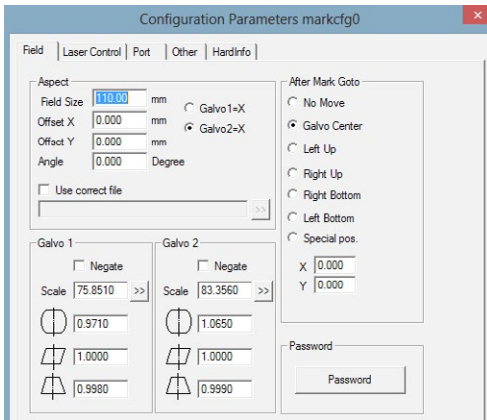 Configuration Parameters markcfg0
Field
Laser Control
Port
Other
HardInfo
Aspect
Field Size 110.00 mm
Offset X 0.000 mm
Offset Y 0.000 mm
Angle 0.000 Degree
Galvo1=X
Galvo2=X
Use correct file
>>
Galvo 1
Negate
Scale 75.8510 >>
0.9710
1.0000
0.9980
Galvo 2
Negate
Scale 83.3560 >>
1.0650
1.0000
0.9990
After Mark Goto
No Move
Galvo Center
Left Up
Right Up
Right Bottom
Left Bottom
Special pos.
X 0.000
Y 0.000
Password
Password